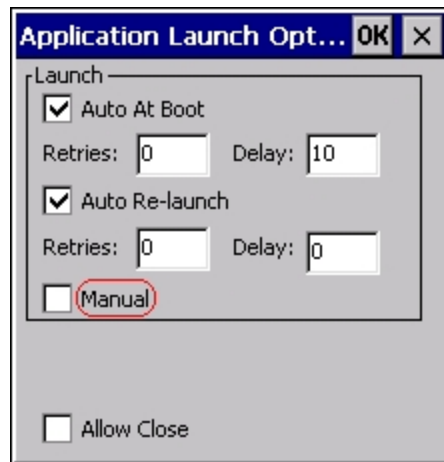 Application Launch Opt... OK ×
Launch
Auto At Boot
Retries: 0 Delay: 10
Auto Re-launch
Retries: 0 Delay: 0
Manual
Allow Close